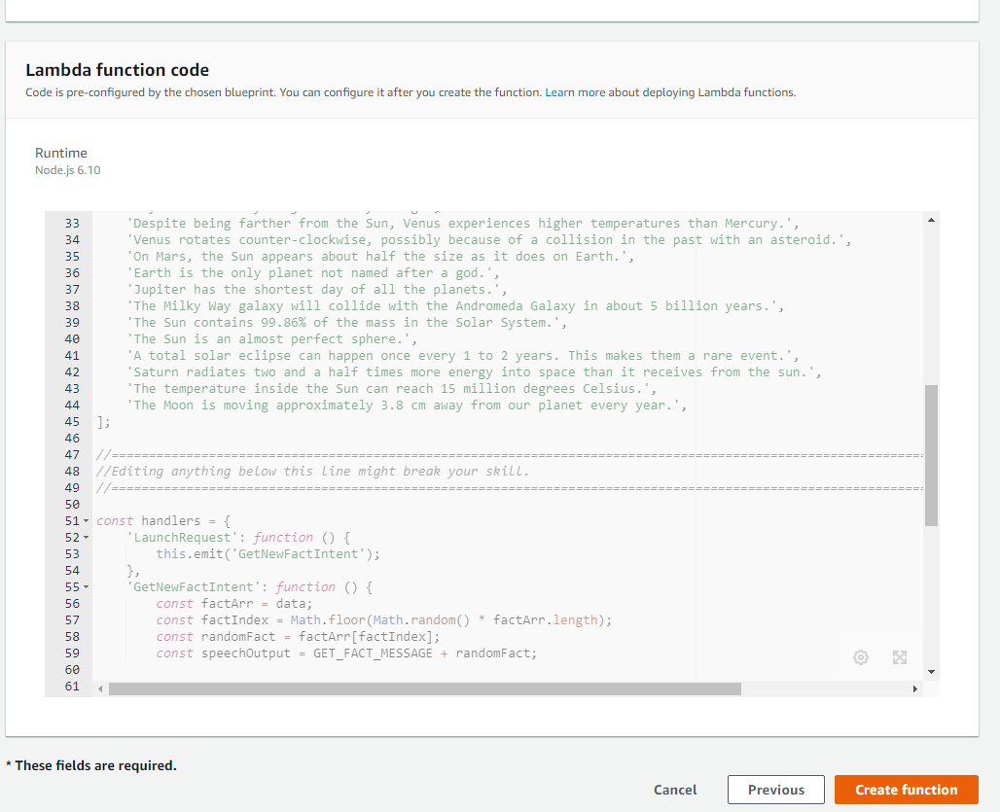 Lambda function code
Code is pre-configured by the chosen blueprint. You can configure it after you create the function. Learn more about deploying Lambda functions.
Runtime
Node.js 6.10
33 'Despite being farther from the Sun, Venus experiences higher temperatures than Mercury.',
34 'Venus rotates counter-clockwise, possibly because of a collision in the past with an asteroid.',
35 'On Mars, the Sun appears about half the size as it does on Earth.',
36 'Earth is the only planet not named after a god.',
37 'Jupiter has the shortest day of all the planets.',
38 'The Milky Way galaxy will collide with the Andromeda Galaxy in about 5 billion years.',
39 'The Sun contains 99.86% of the mass in the Solar System.',
40 'The Sun is an almost perfect sphere.',
41 'A total solar eclipse can happen once every 1 to 2 years. This makes them a rare event.',
42 'Saturn radiates two and a half times more energy into space than it receives from the sun.',
43 'The temperature inside the Sun can reach 15 million degrees Celsius.',
44 'The Moon is moving approximately 3.8 cm away from our planet every year.',
45 ];
46
47 //==============================================================================================================
48 //Editing anything below this line might break your skill.
49 //==============================================================================================================
50
51 const handlers = {
52 'LaunchRequest': function () {
53 this.emit('GetNewFactIntent');
54 },
55 'GetNewFactIntent': function () {
56 const factArr = data;
57 const factIndex = Math.floor(Math.random() * factArr.length);
58 const randomFact = factArr[factIndex];
59 const speechOutput = GET_FACT_MESSAGE + randomFact;
60
61
* These fields are required.
Cancel Previous Create function